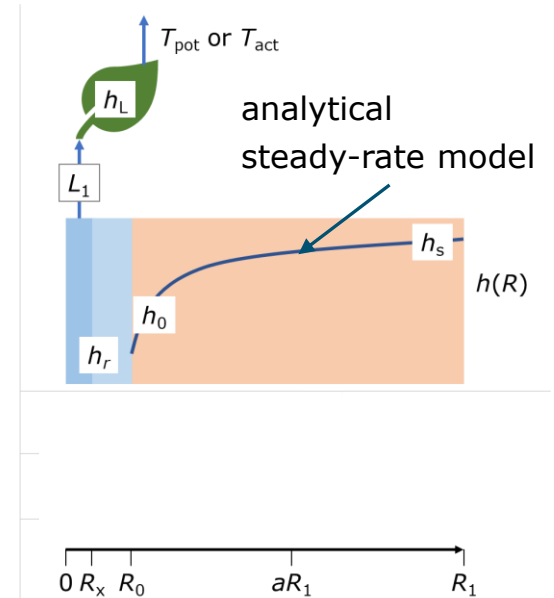 T_pot or T_act
h_L
analytical
steady-rate model
L_1
h_s
h(R)
h_0
h_r
0 R_x R_0 aR_1 R_1